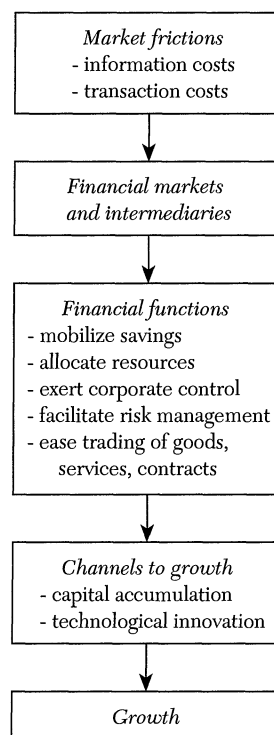 Market frictions
- information costs
- transaction costs
Financial markets
and intermediaries
Financial functions
- mobilize savings
- allocate resources
- exert corporate control
- facilitate risk management
- ease trading of goods,
services, contracts
Channels to growth
- capital accumulation
- technological innovation
Growth